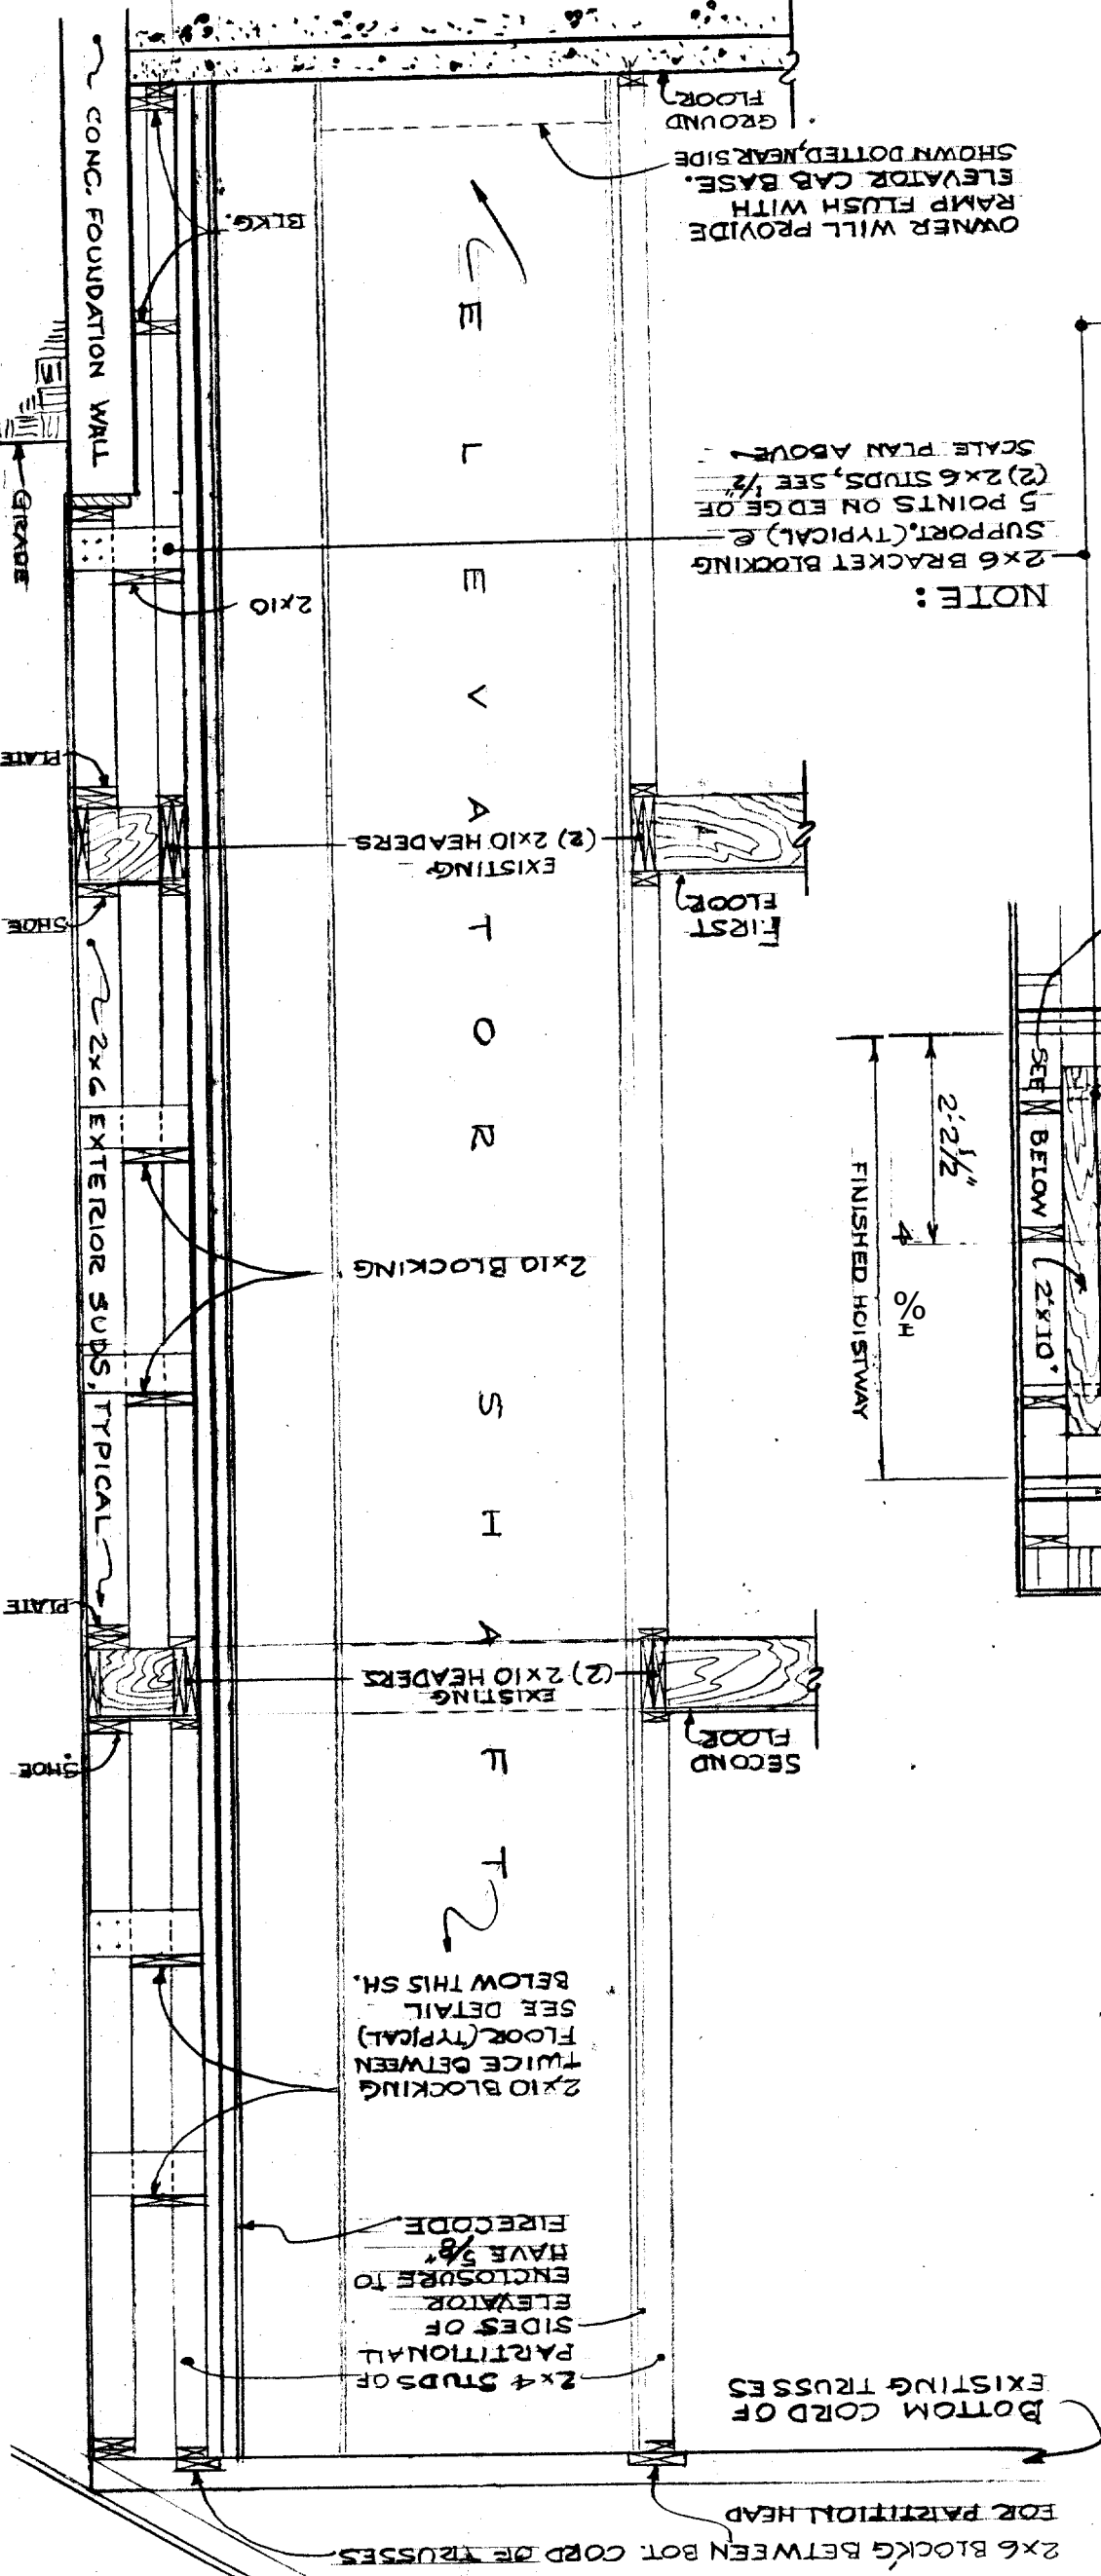 2x6 BLOCK'G BETWEEN BOT. CORD OF TRUSSES
FOR PARTITION HEAD
BOTTOM CORD OF
EXISTING TRUSSES
2x4 STUDS OF
PARTITION ALL
SIDES OF
ELEVATOR
ENCLOSURE TO
HAVE 5/8"
FIRECODE
2x10 BLOCKING
TWICE BETWEEN
FLOOR (TYPICAL)
SEE DETAIL
BELOW THIS SH.
ELEVATOR SHAFT
SECOND
FLOOR
EXISTING
(2) 2x10 HEADERS
SHOE
PLATE
2x10 BLOCKING
2x6 EXTERIOR SUDS, TYPICAL
FIRST
FLOOR
EXISTING
(2) 2x10 HEADERS
SHOE
PLATE
FINISHED HOISTWAY
2'-2 1/2"
SEE BELOW
2x10"
NOTE:
2x6 BRACKET BLOCKING
SUPPORT. (TYPICAL) @
5 POINTS ON EDGE OF
(2) 2x6 STUDS, SEE 1/2"
SCALE PLAN ABOVE
2x10
GRADE
CONC. FOUNDATION WALL
BLKG.
OWNER WILL PROVIDE
RAMP FLUSH WITH
ELEVATOR CAB BASE.
SHOWN DOTTED, NEAR SIDE
GROUND
FLOOR